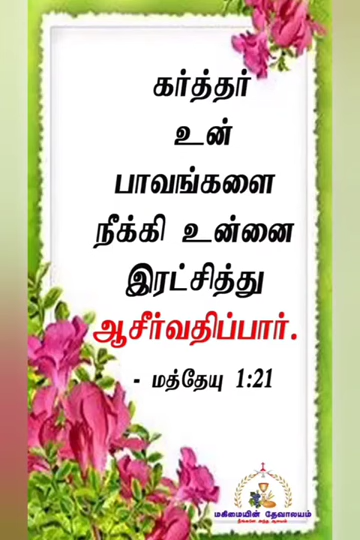 கர்த்தர்
உன்
பாவங்களை
நீக்கி உன்னை
இரட்சித்து
ஆசீர்வதிப்பார்.
- மத்தேயு 1:21
மகிமையின் தேவாலயம்